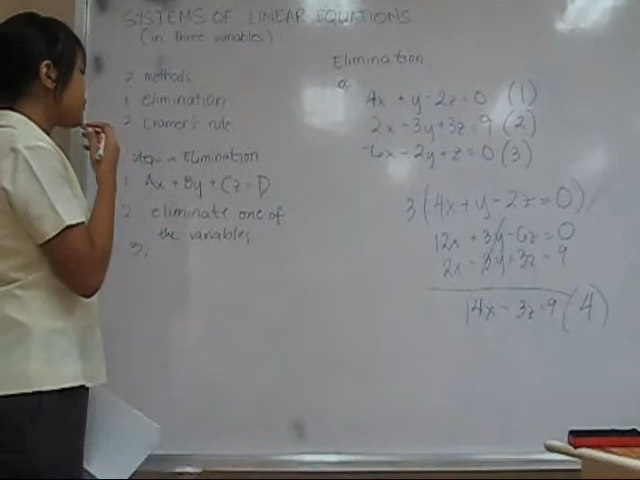 SYSTEMS OF LINEAR EQUATIONS
(in three variables)
2 methods
1 Elimination
2 Cramer's rule
Steps in Elimination
1 Ax + By + Cz = D
2 eliminate one of
the variables
3.
Elimination
a.
4x + y - 2z = 0 (1)
2x - 3y + 3z = 9 (2)
-6x - 2y + z = 0 (3)
3(4x + y - 2z = 0)
12x + 3y - 6z = 0
2x - 3y + 3z = 9
14x - 3z = 9 (4)